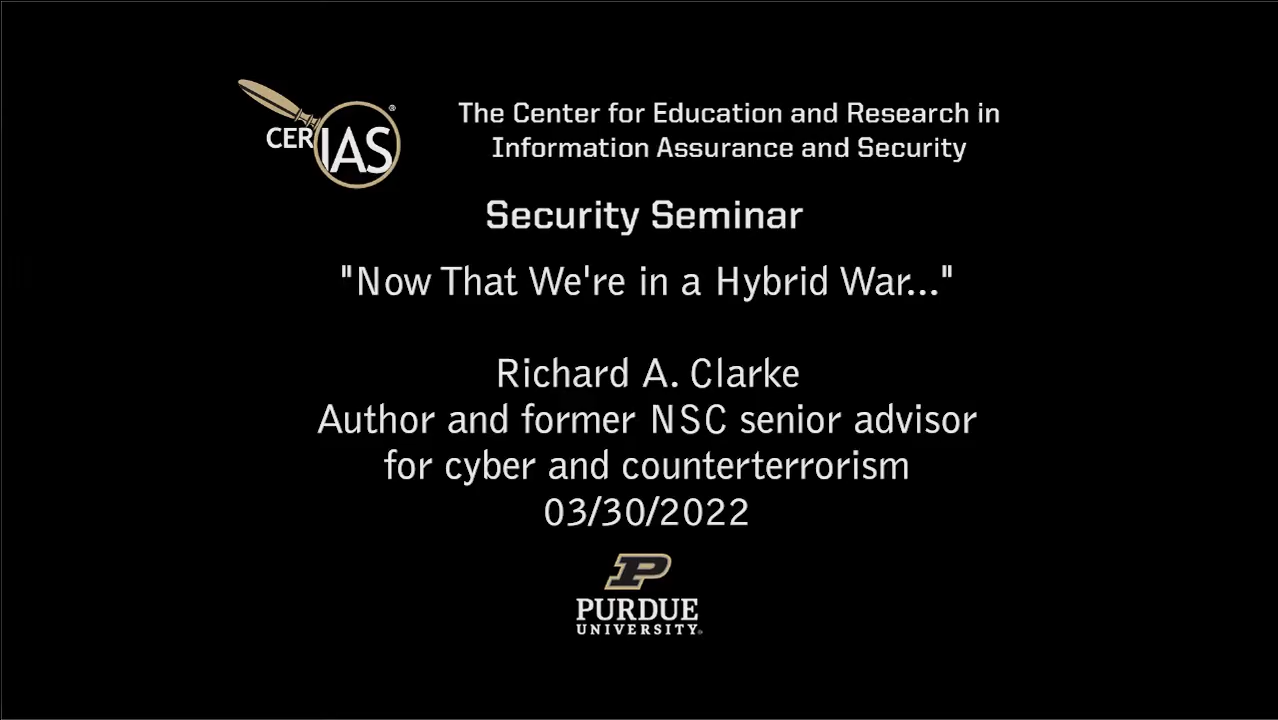 CERIAS®
The Center for Education and Research in
Information Assurance and Security
Security Seminar
"Now That We're in a Hybrid War..."
Richard A. Clarke
Author and former NSC senior advisor
for cyber and counterterrorism
03/30/2022
P
PURDUE
UNIVERSITY®